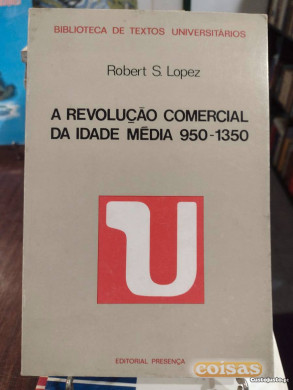 BIBLIOTECA DE TEXTOS UNIVERSITÁRIOS
Robert S. Lopez
A REVOLUÇÃO COMERCIAL
DA IDADE MÉDIA 950-1350
U
EDITORIAL PRESENÇA
coisas